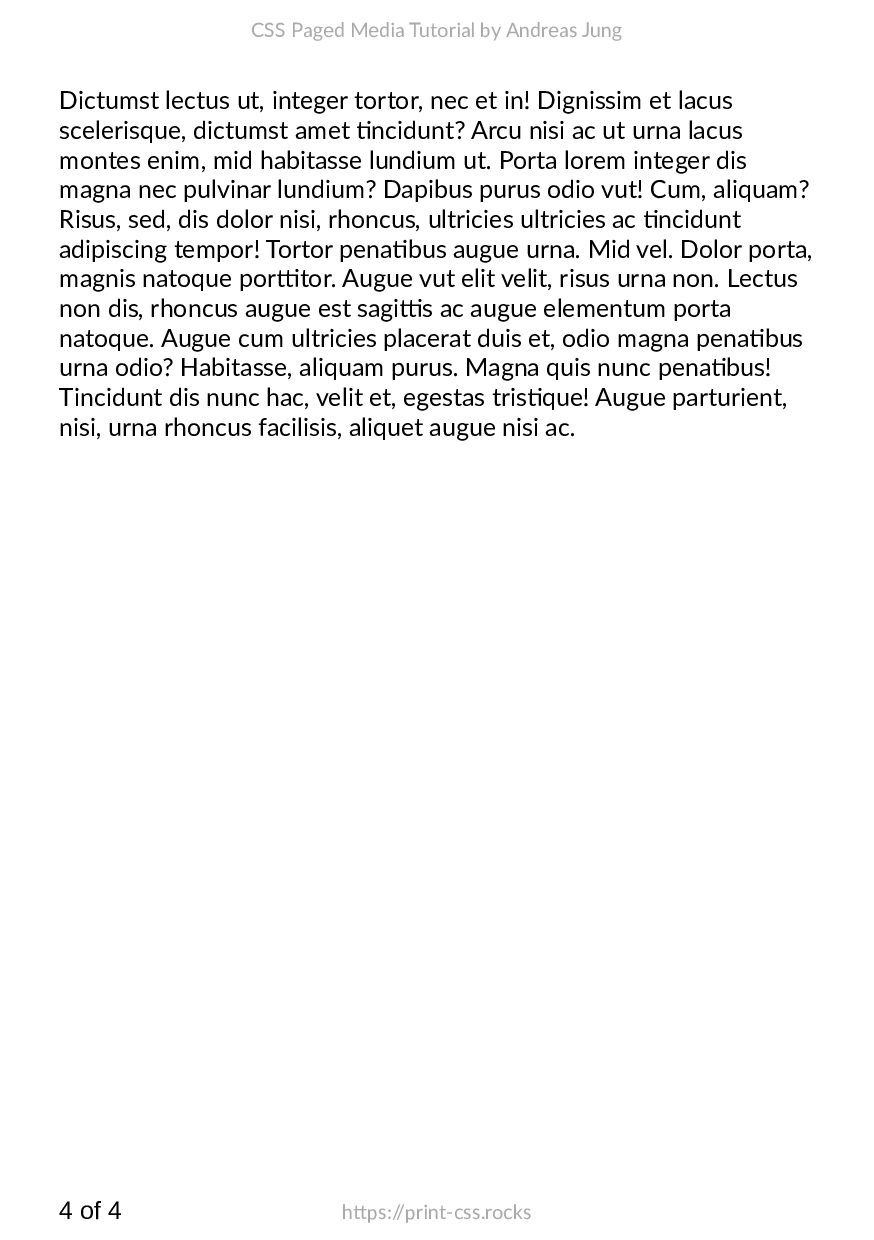 CSS Paged Media Tutorial by Andreas Jung
Dictumst lectus ut, integer tortor, nec et in! Dignissim et lacus
scelerisque, dictumst amet tincidunt? Arcu nisi ac ut urna lacus
montes enim, mid habitasse lundium ut. Porta lorem integer dis
magna nec pulvinar lundium? Dapibus purus odio vut! Cum, aliquam?
Risus, sed, dis dolor nisi, rhoncus, ultricies ultricies ac tincidunt
adipiscing tempor! Tortor penatibus augue urna. Mid vel. Dolor porta,
magnis natoque porttitor. Augue vut elit velit, risus urna non. Lectus
non dis, rhoncus augue est sagittis ac augue elementum porta
natoque. Augue cum ultricies placerat duis et, odio magna penatibus
urna odio? Habitasse, aliquam purus. Magna quis nunc penatibus!
Tincidunt dis nunc hac, velit et, egestas tristique! Augue parturient,
nisi, urna rhoncus facilisis, aliquet augue nisi ac.
4 of 4
https://print-css.rocks